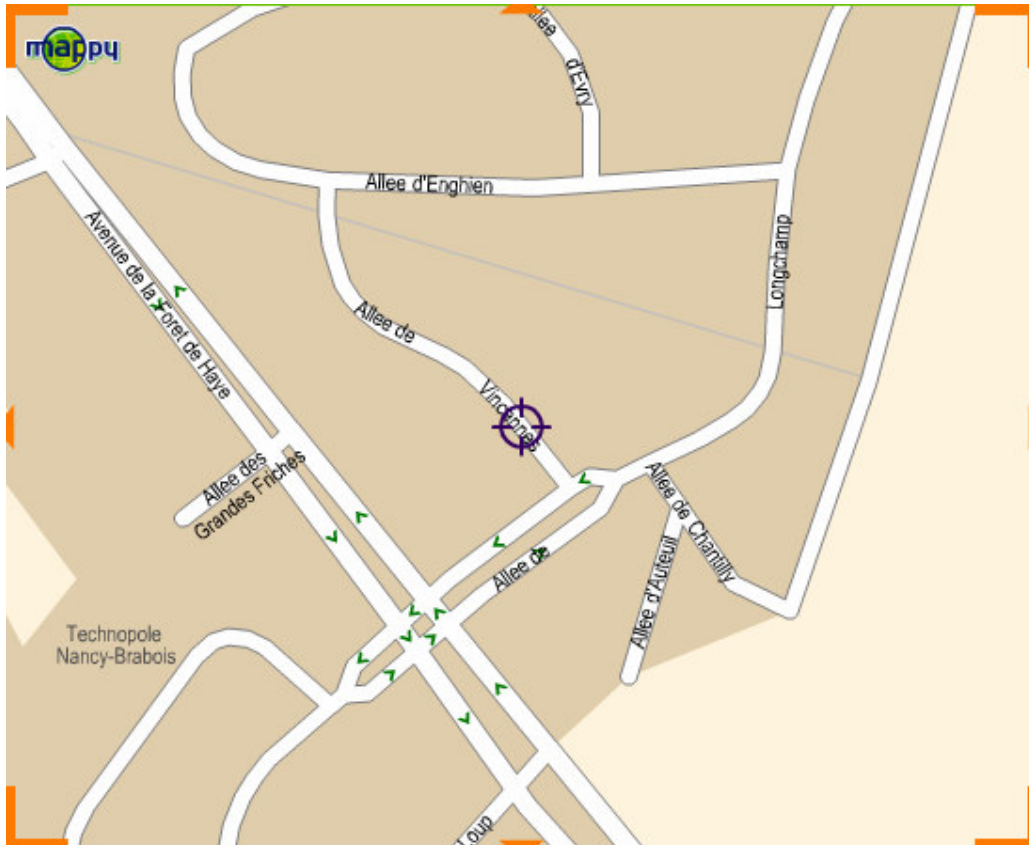 mappy
Allee
d'Evry
Allee d'Enghien
Longchamp
Avenue de la Foret de Haye
Allee de
Vincennes
Allee des
Grandes Friches
Allee de Chantilly
Allee de
Allee d'Auteuil
Technopole
Nancy-Brabois
Loup